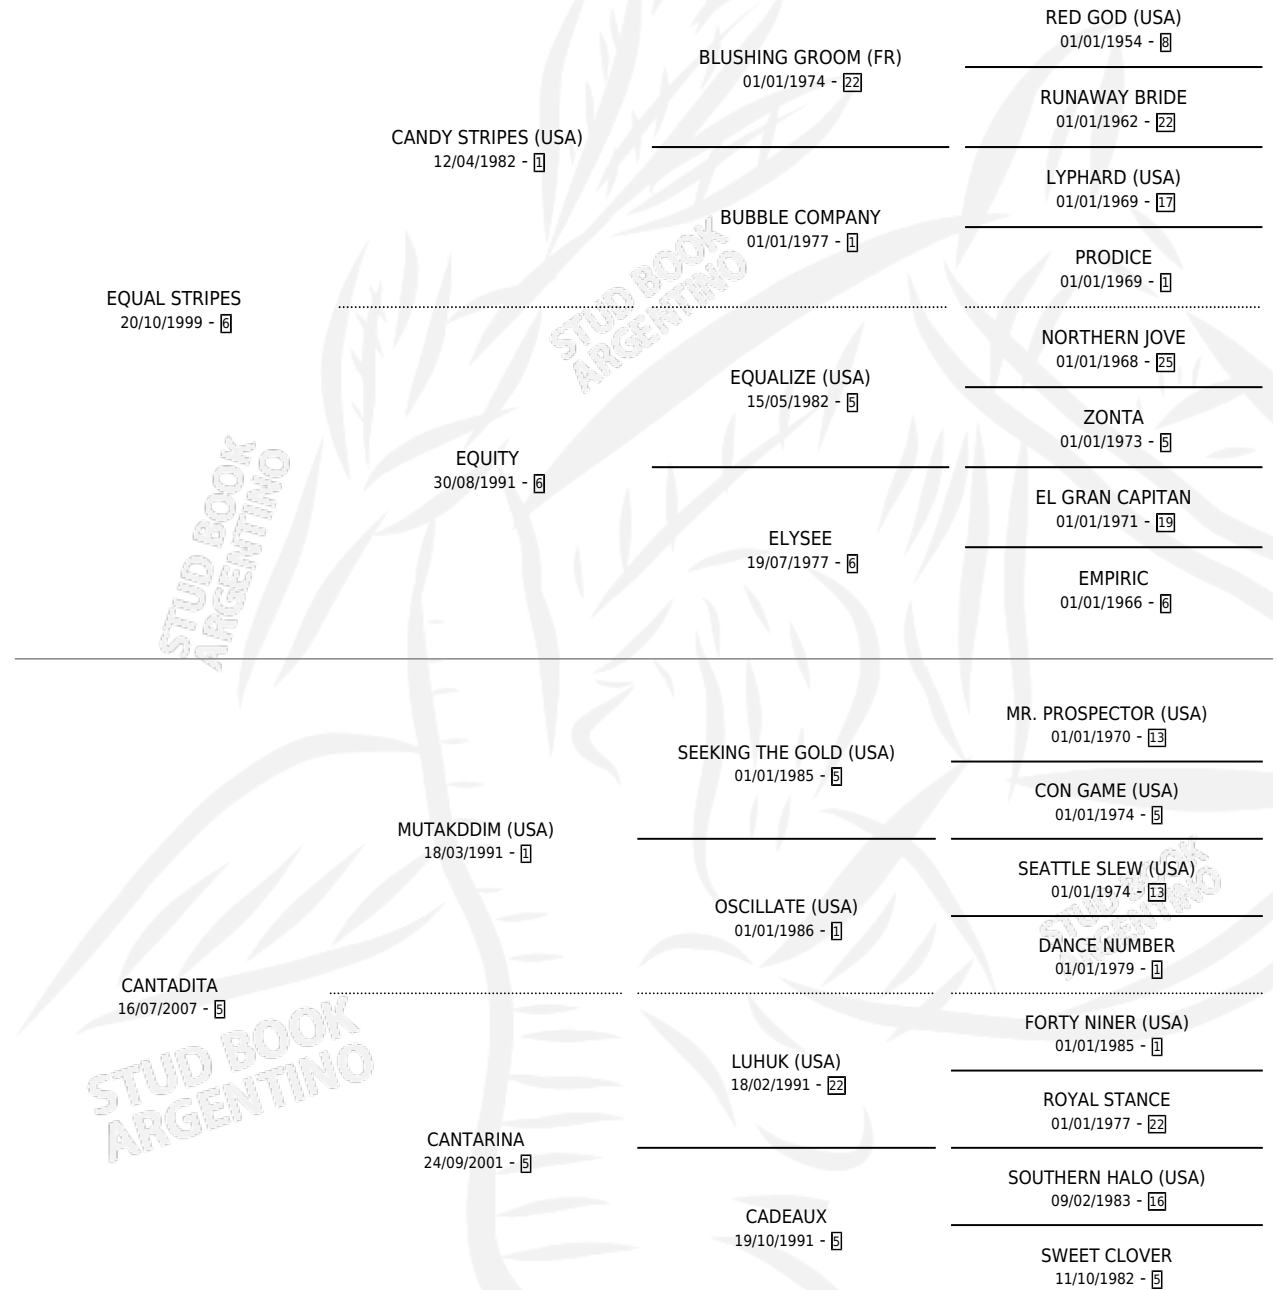 RED GOD (USA)
01/01/1954 - 8
BLUSHING GROOM (FR)
01/01/1974 - 22
RUNAWAY BRIDE
01/01/1962 - 22
CANDY STRIPES (USA)
12/04/1982 - 1
LYPHARD (USA)
01/01/1969 - 17
BUBBLE COMPANY
01/01/1977 - 1
PRODICE
01/01/1969 - 1
EQUAL STRIPES
20/10/1999 - 6
STUD BOOK
ARGENTINO
NORTHERN JOVE
01/01/1968 - 25
EQUALIZE (USA)
15/05/1982 - 5
ZONTA
01/01/1973 - 5
EQUITY
30/08/1991 - 6
EL GRAN CAPITAN
01/01/1971 - 19
ELYSEE
19/07/1977 - 6
EMPIRIC
01/01/1966 - 6
STUD BOOK
ARGENTINO
MR. PROSPECTOR (USA)
01/01/1970 - 13
SEEKING THE GOLD (USA)
01/01/1985 - 5
CON GAME (USA)
01/01/1974 - 5
MUTAKDDIM (USA)
18/03/1991 - 1
SEATTLE SLEW (USA)
01/01/1974 - 13
OSCILLATE (USA)
01/01/1986 - 1
STUD BOOK
ARGENTINO
DANCE NUMBER
01/01/1979 - 1
CANTADITA
16/07/2007 - 5
STUD BOOK
ARGENTINO
FORTY NINER (USA)
01/01/1985 - 1
LUHUK (USA)
18/02/1991 - 22
ROYAL STANCE
01/01/1977 - 22
CANTARINA
24/09/2001 - 5
SOUTHERN HALO (USA)
09/02/1983 - 16
CADEAUX
19/10/1991 - 5
SWEET CLOVER
11/10/1982 - 5